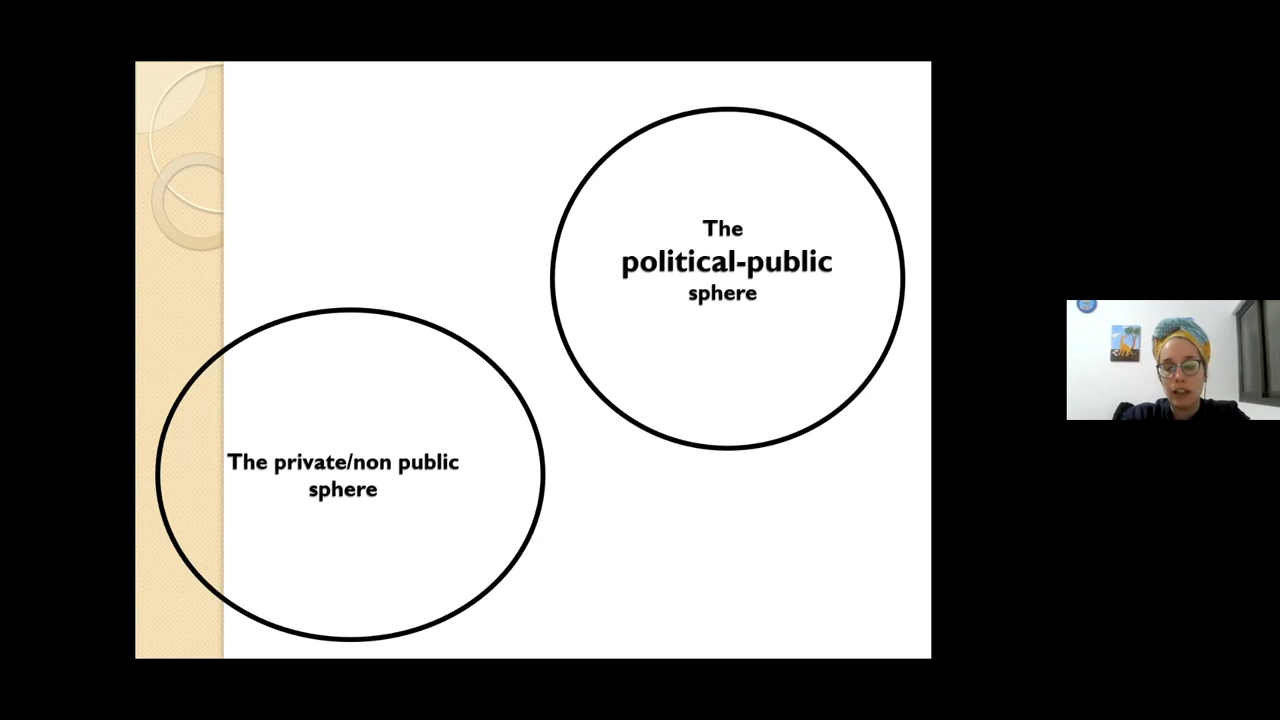 The
political-public
sphere
The private/non public
sphere